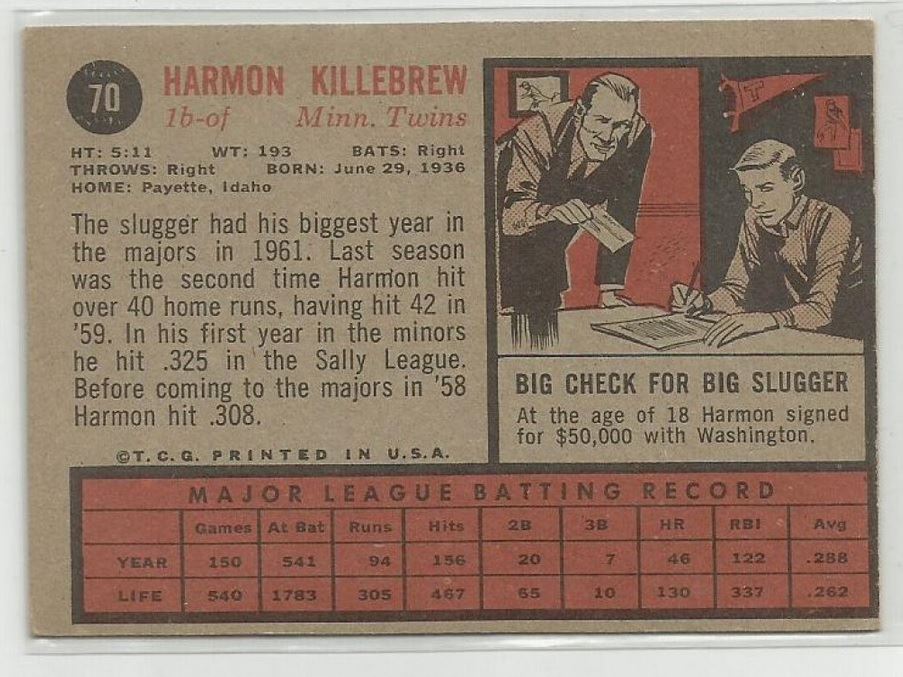 70
HARMON KILLEBREW
1b-of Minn. Twins
HT: 5:11 WT: 193 BATS: Right
THROWS: Right BORN: June 29, 1936
HOME: Payette, Idaho
The slugger had his biggest year in
the majors in 1961. Last season
was the second time Harmon hit
over 40 home runs, having hit 42 in
'59. In his first year in the minors
he hit .325 in the Sally League.
Before coming to the majors in '58
Harmon hit .308.
©T.C.G. PRINTED IN U.S.A.
T
BIG CHECK FOR BIG SLUGGER
At the age of 18 Harmon signed
for $50,000 with Washington.
MAJOR LEAGUE BATTING RECORD
Games At Bat Runs Hits 2B 3B HR RBI Avg
YEAR 150 541 94 156 20 7 46 122 .288
LIFE 540 1783 305 467 65 10 130 337 .262